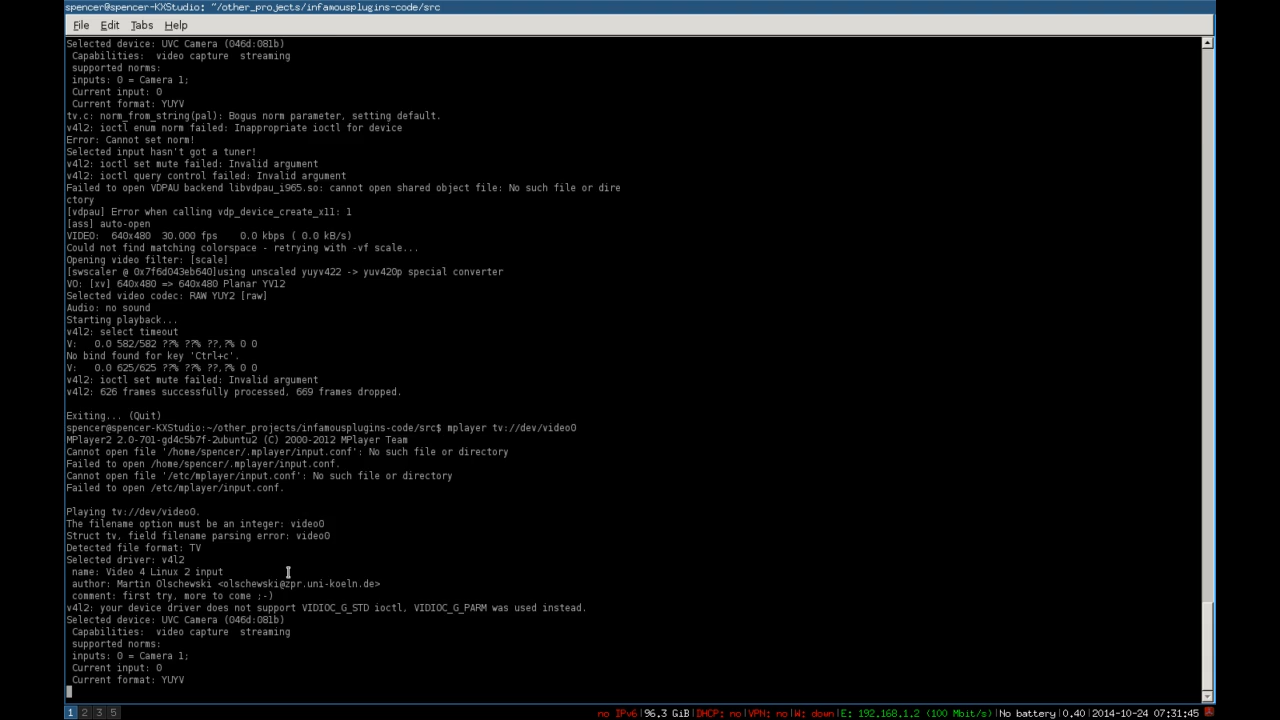 spencer@spencer-KXStudio: ~/other_projects/infamousplugins-code/src
File Edit Tabs Help
Selected device: UVC Camera (046d:081b)
Capabilities: video capture streaming
supported norms:
inputs: 0 = Camera 1;
Current input: 0
Current format: YUYV
tv.c: norm_from_string(pal): Bogus norm parameter, setting default.
v4l2: ioctl enum norm failed: Inappropriate ioctl for device
Error: Cannot set norm!
Selected input hasn't got a tuner!
v4l2: ioctl set mute failed: Invalid argument
v4l2: ioctl query control failed: Invalid argument
Failed to open VDPAU backend libvdpau_i965.so: cannot open shared object file: No such file or dire
ctory
[vdpau] Error when calling vdp_device_create_x11: 1
[ass] auto-open
VIDEO: 640x480 30.000 fps 0.0 kbps ( 0.0 kB/s)
Could not find matching colorspace - retrying with -vf scale...
Opening video filter: [scale]
[swscaler @ 0x7f6d043eb640]using unscaled yuyv422 -> yuv420p special converter
VO: [xv] 640x480 => 640x480 Planar YV12
Selected video codec: RAW YUY2 [raw]
Audio: no sound
Starting playback...
v4l2: select timeout
V: 0.0 582/582 ??% ??% ??,?% 0 0
No bind found for key 'Ctrl+c'.
V: 0.0 625/625 ??% ??% ??,?% 0 0
v4l2: ioctl set mute failed: Invalid argument
v4l2: 626 frames successfully processed, 669 frames dropped.
Exiting... (Quit)
spencer@spencer-KXStudio:~/other_projects/infamousplugins-code/src$ mplayer tv://dev/video0
MPlayer2 2.0-701-gd4c5b7f-2ubuntu2 (C) 2000-2012 MPlayer Team
Cannot open file '/home/spencer/.mplayer/input.conf': No such file or directory
Failed to open /home/spencer/.mplayer/input.conf.
Cannot open file '/etc/mplayer/input.conf': No such file or directory
Failed to open /etc/mplayer/input.conf.
Playing tv://dev/video0.
The filename option must be an integer: video0
Struct tv, field filename parsing error: video0
Detected file format: TV
Selected driver: v4l2
name: Video 4 Linux 2 input
author: Martin Olschewski <olschewski@zpr.uni-koeln.de>
comment: first try, more to come ;-)
v4l2: your device driver does not support VIDIOC_G_STD ioctl, VIDIOC_G_PARM was used instead.
Selected device: UVC Camera (046d:081b)
Capabilities: video capture streaming
supported norms:
inputs: 0 = Camera 1;
Current input: 0
Current format: YUYV
1 2 3 5 no IPv6|96.3 GiB|DHCP: no|VPN: no|W: down|E: 192.168.1.2 (100 Mbit/s)|No battery|0.40|2014-10-24 07:31:45